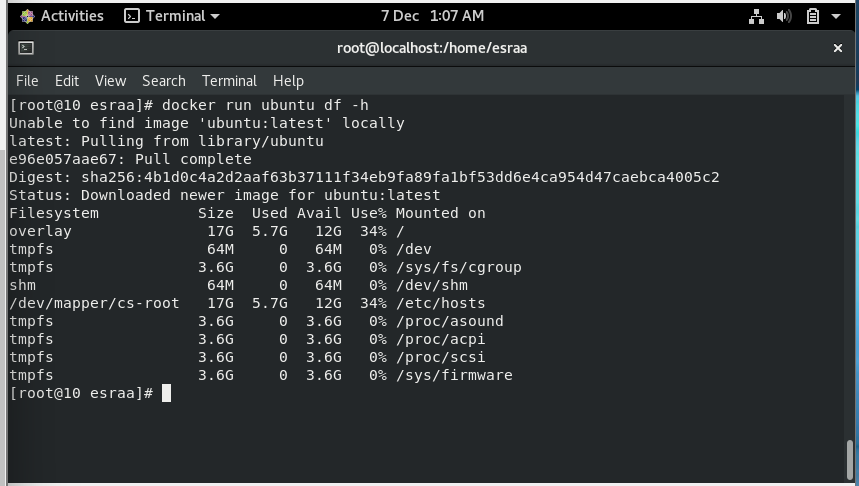 Activities Terminal 7 Dec 1:07 AM
root@localhost:/home/esraa
File Edit View Search Terminal Help
[root@10 esraa]# docker run ubuntu df -h
Unable to find image 'ubuntu:latest' locally
latest: Pulling from library/ubuntu
e96e057aae67: Pull complete
Digest: sha256:4b1d0c4a2d2aaf63b37111f34eb9fa89fa1bf53dd6e4ca954d47caebca4005c2
Status: Downloaded newer image for ubuntu:latest
Filesystem Size Used Avail Use% Mounted on
overlay 17G 5.7G 12G 34% /
tmpfs 64M 0 64M 0% /dev
tmpfs 3.6G 0 3.6G 0% /sys/fs/cgroup
shm 64M 0 64M 0% /dev/shm
/dev/mapper/cs-root 17G 5.7G 12G 34% /etc/hosts
tmpfs 3.6G 0 3.6G 0% /proc/asound
tmpfs 3.6G 0 3.6G 0% /proc/acpi
tmpfs 3.6G 0 3.6G 0% /proc/scsi
tmpfs 3.6G 0 3.6G 0% /sys/firmware
[root@10 esraa]#